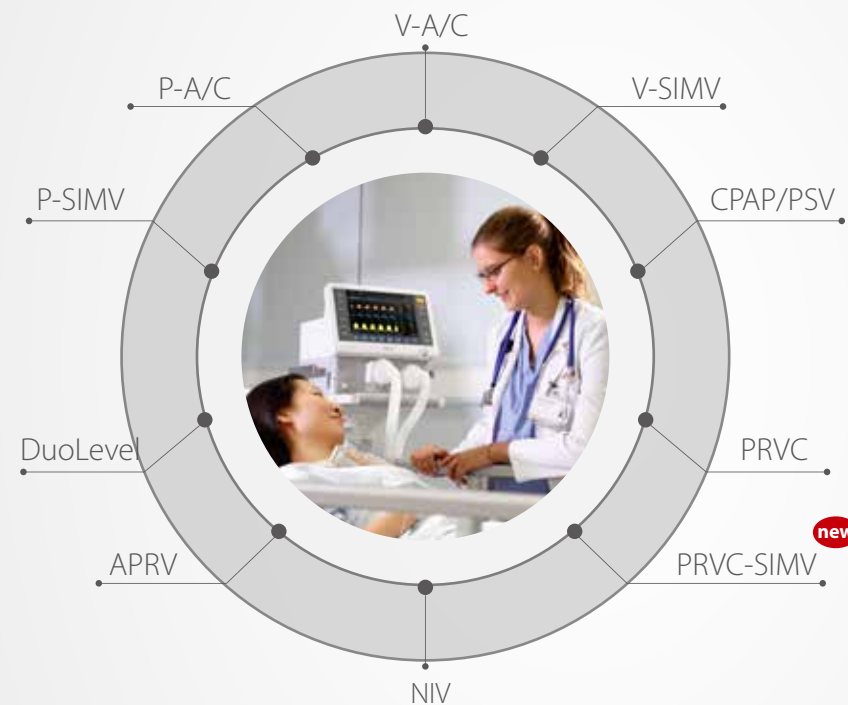 V-A/C
P-A/C
V-SIMV
P-SIMV
CPAP/PSV
DuoLevel
PRVC
new
APRV
PRVC-SIMV
NIV